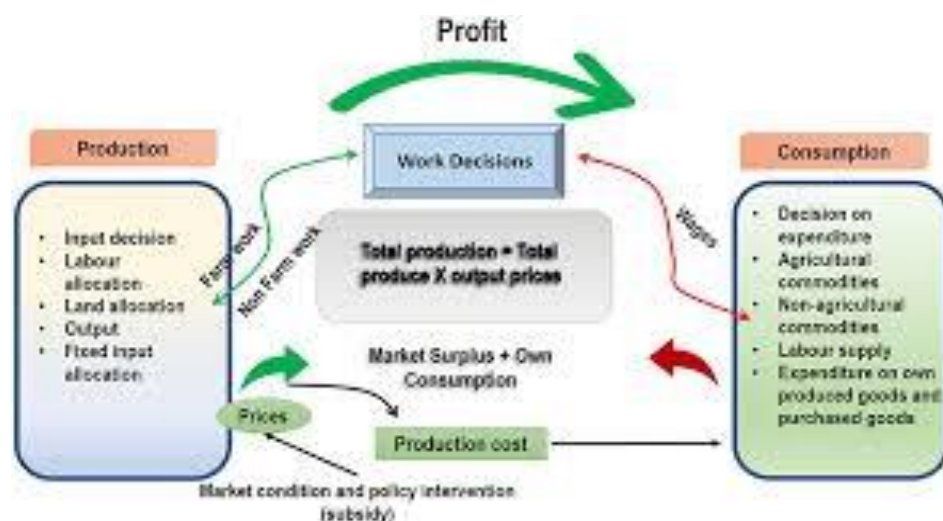 Profit
Production
Work Decisions
Consumption
• Input decision
• Labour
allocation
• Land allocation
• Output
• Fixed input
allocation
Farm work
Non Farm work
Total production = Total
produce X output prices
Wages
• Decision on
expenditure
• Agricultural
commodities
• Non-agricultural
commodities
• Labour supply
• Expenditure on own
produced goods and
purchased goods
Market Surplus + Own
Consumption
Prices
Production cost
Market condition and policy intervention
(subsidy)